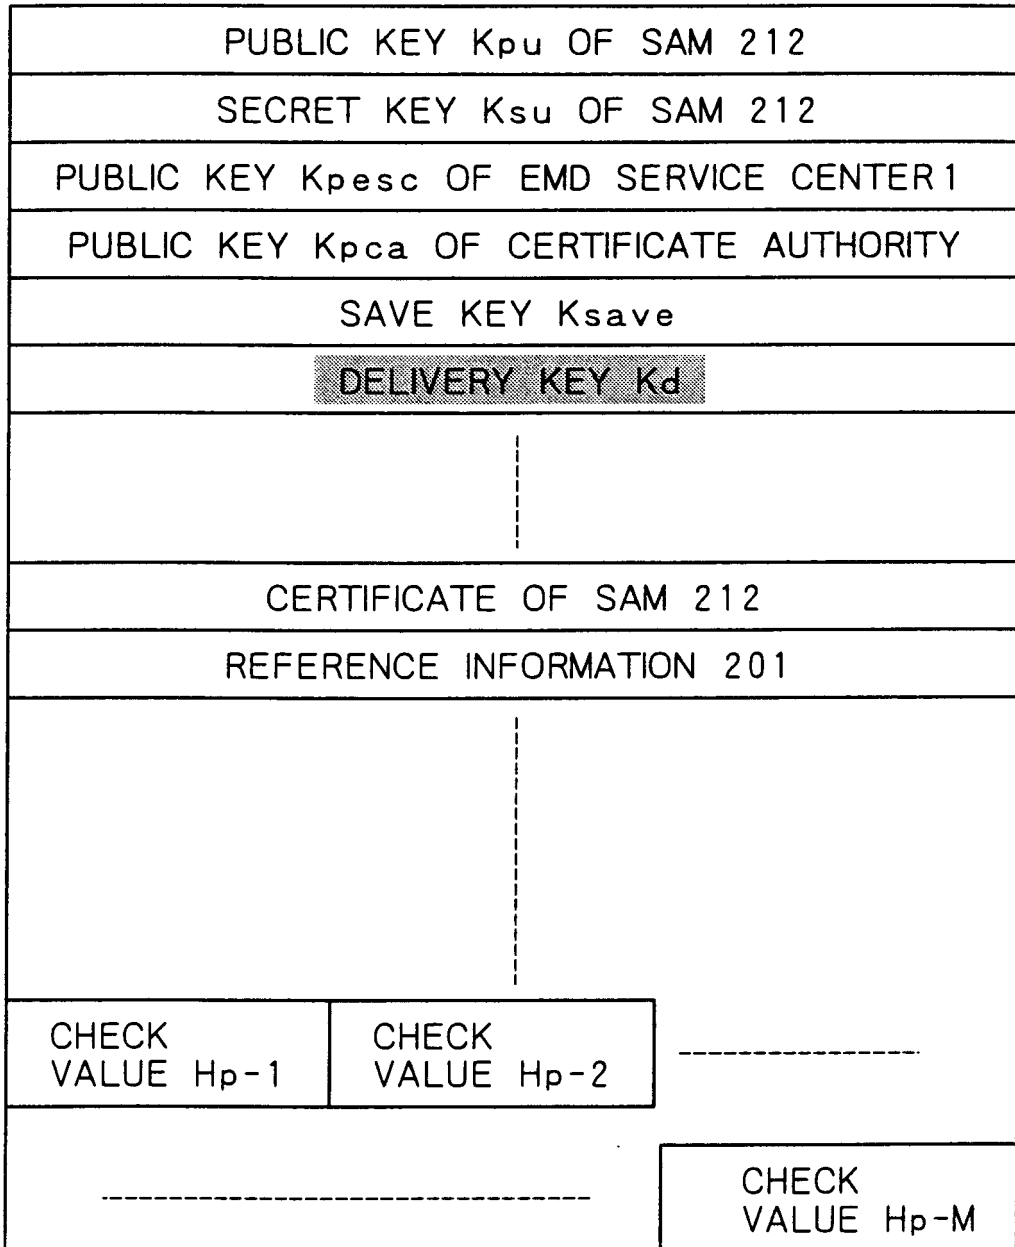 PUBLIC KEY Kpu OF SAM 212
SECRET KEY Ksu OF SAM 212
PUBLIC KEY Kpesc OF EMD SERVICE CENTER1
PUBLIC KEY Kpca OF CERTIFICATE AUTHORITY
SAVE KEY Ksave
DELIVERY KEY Kd
CERTIFICATE OF SAM 212
REFERENCE INFORMATION 201
CHECK
VALUE Hp-1
CHECK
VALUE Hp-2
CHECK
VALUE Hp-M